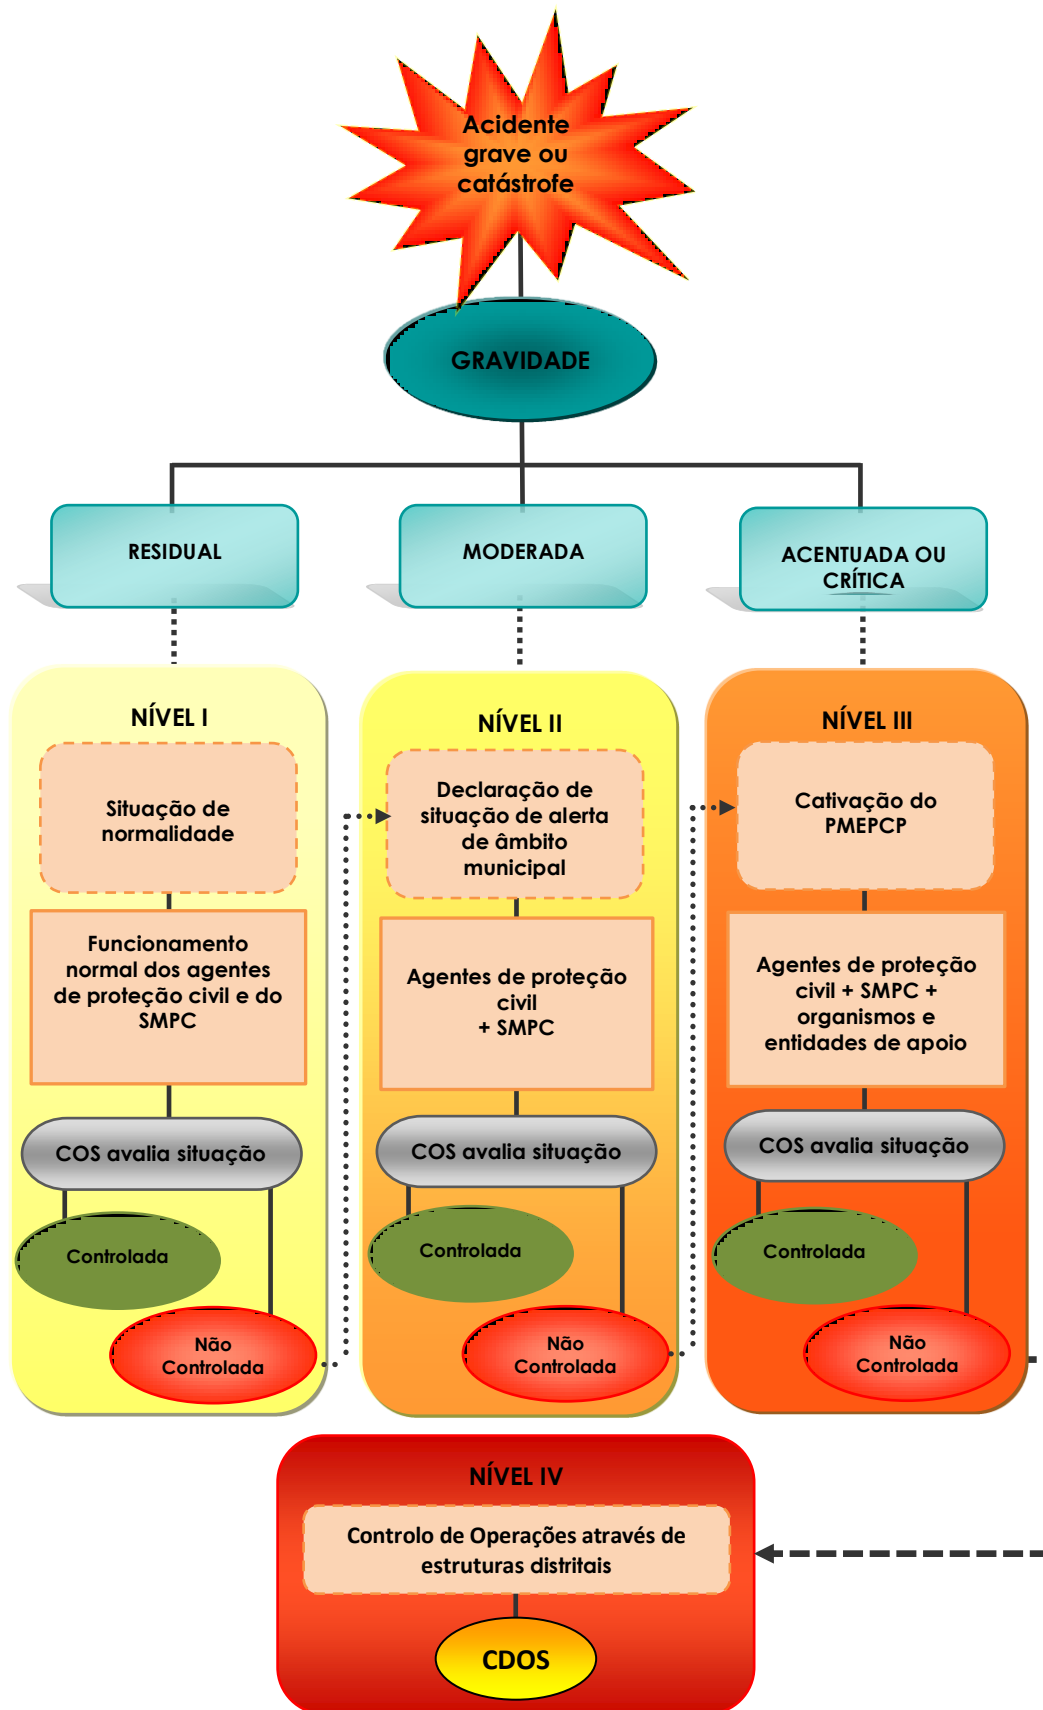 Acidente
grave ou
catástrofe
GRAVIDADE
RESIDUAL
MODERADA
ACENTUADA OU
CRÍTICA
NÍVEL I
Situação de
normalidade
Funcionamento
normal dos agentes
de proteção civil e do
SMPC
COS avalia situação
Controlada
Não
Controlada
NÍVEL II
Declaração de
situação de alerta
de âmbito
municipal
Agentes de proteção
civil
+ SMPC
COS avalia situação
Controlada
Não
Controlada
NÍVEL III
Cativação do
PMEPCP
Agentes de proteção
civil + SMPC +
organismos e
entidades de apoio
COS avalia situação
Controlada
Não
Controlada
NÍVEL IV
Controlo de Operações através de
estruturas distritais
CDOS